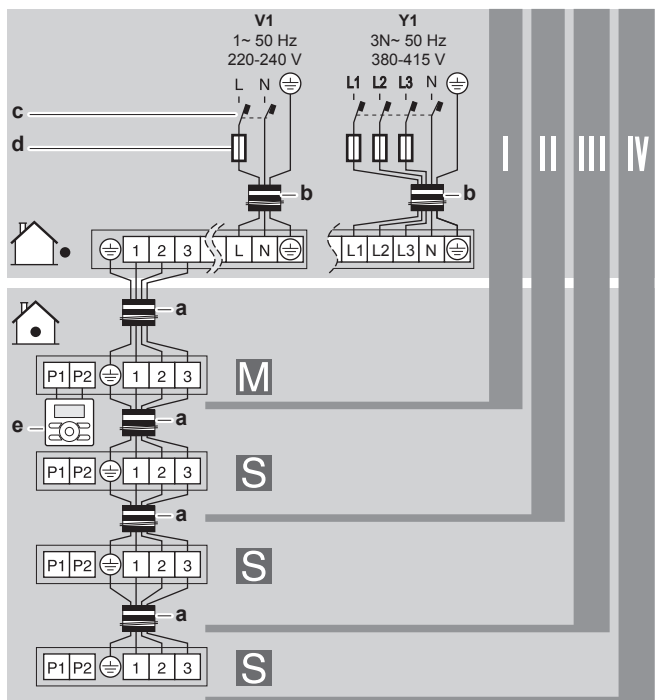 V1
1~ 50 Hz
220-240 V
L N
Y1
3N~ 50 Hz
380-415 V
L1 L2 L3 N
c
d
b
b
I II III IV
1 2 3 L N
L1 L2 L3 N
a
P1 P2 1 2 3
M
e
a
P1 P2 1 2 3
S
a
P1 P2 1 2 3
S
a
P1 P2 1 2 3
S